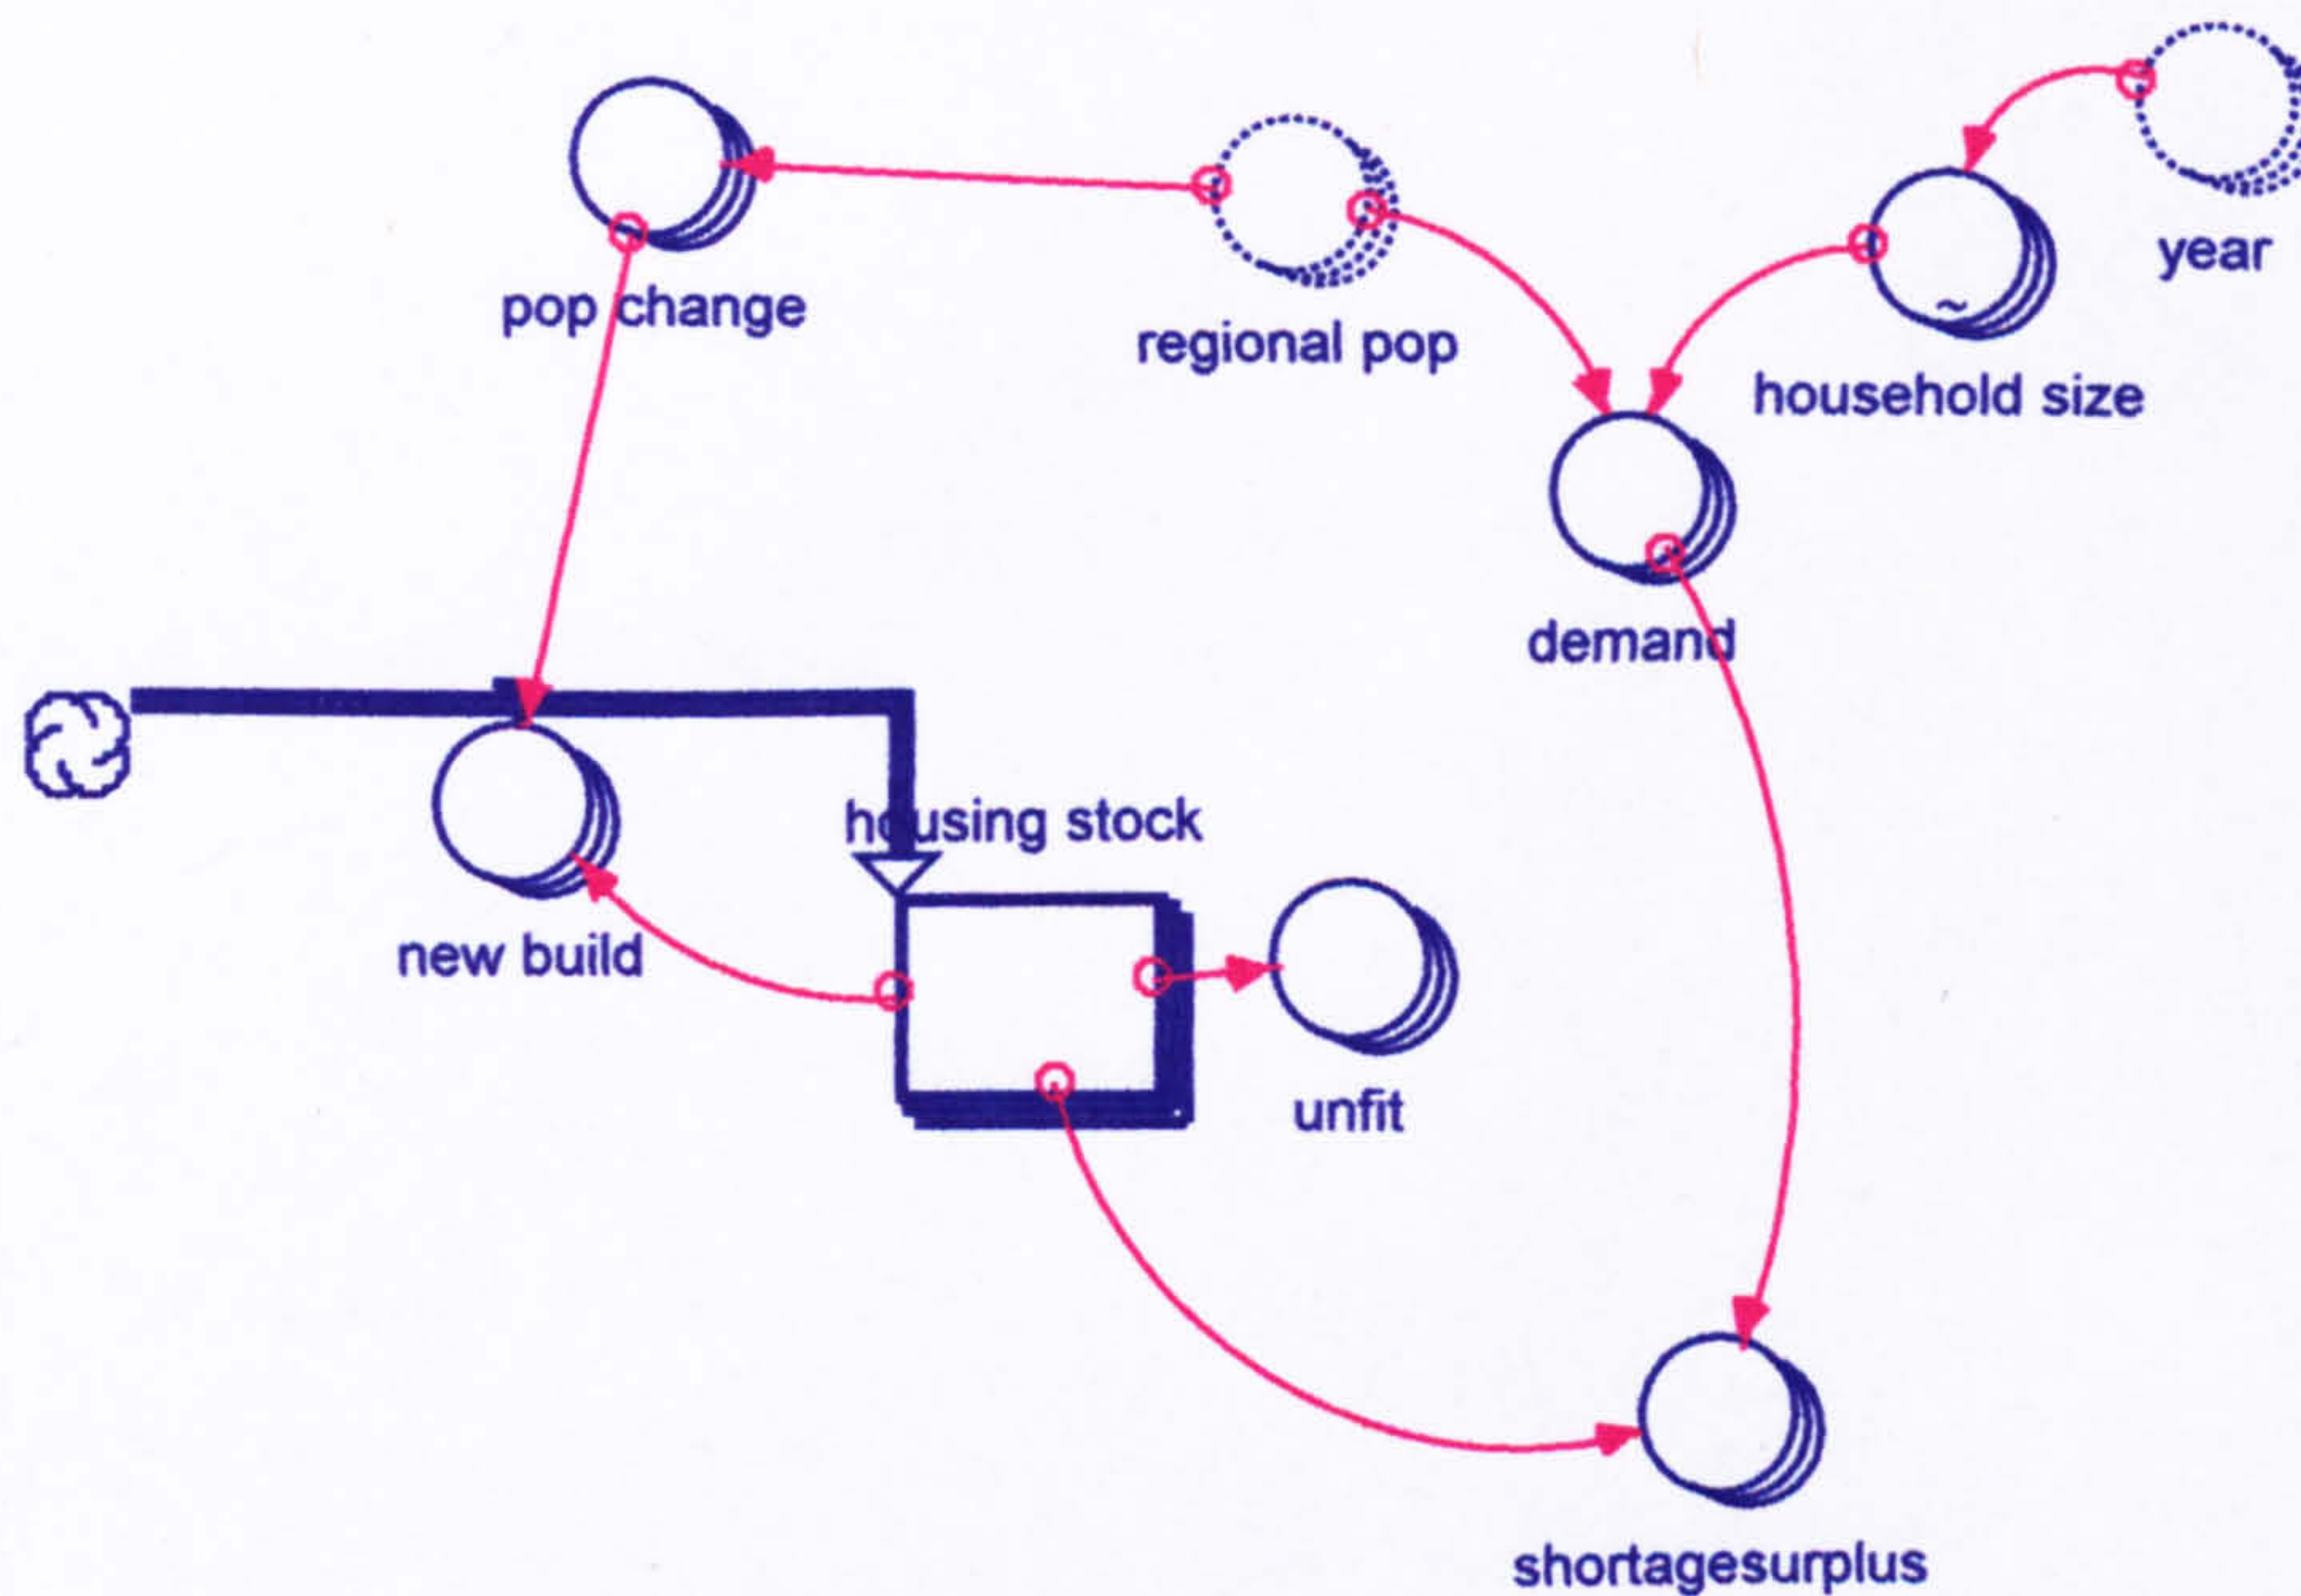 year
pop change
regional pop
household size
~
demand
housing stock
new build
unfit
shortagesurplus